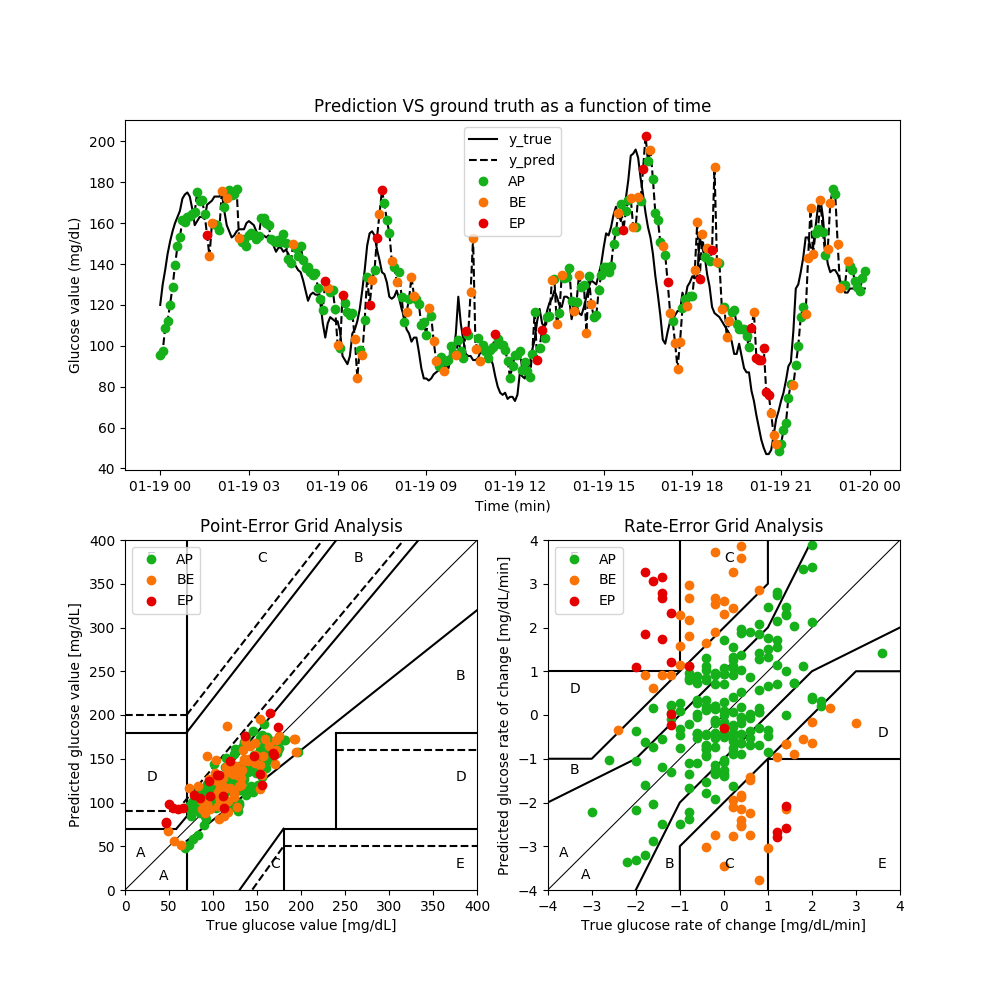 Prediction VS ground truth as a function of time
Glucose value (mg/dL)
200
180
160
140
120
100
80
60
40
y_true
y_pred
AP
BE
EP
01-19 00 01-19 03 01-19 06 01-19 09 01-19 12 01-19 15 01-19 18 01-19 21 01-20 00
Time (min)
Point-Error Grid Analysis
Predicted glucose value [mg/dL]
400
350
300
250
200
150
100
50
0
AP
BE
EP
C
B
B
D
D
A
A
C
E
0 50 100 150 200 250 300 350 400
True glucose value [mg/dL]
Rate-Error Grid Analysis
Predicted glucose rate of change [mg/dL/min]
4
3
2
1
0
−1
−2
−3
−4
AP
BE
EP
C
D
D
B
A
A
B
C
E
−4 −3 −2 −1 0 1 2 3 4
True glucose rate of change [mg/dL/min]